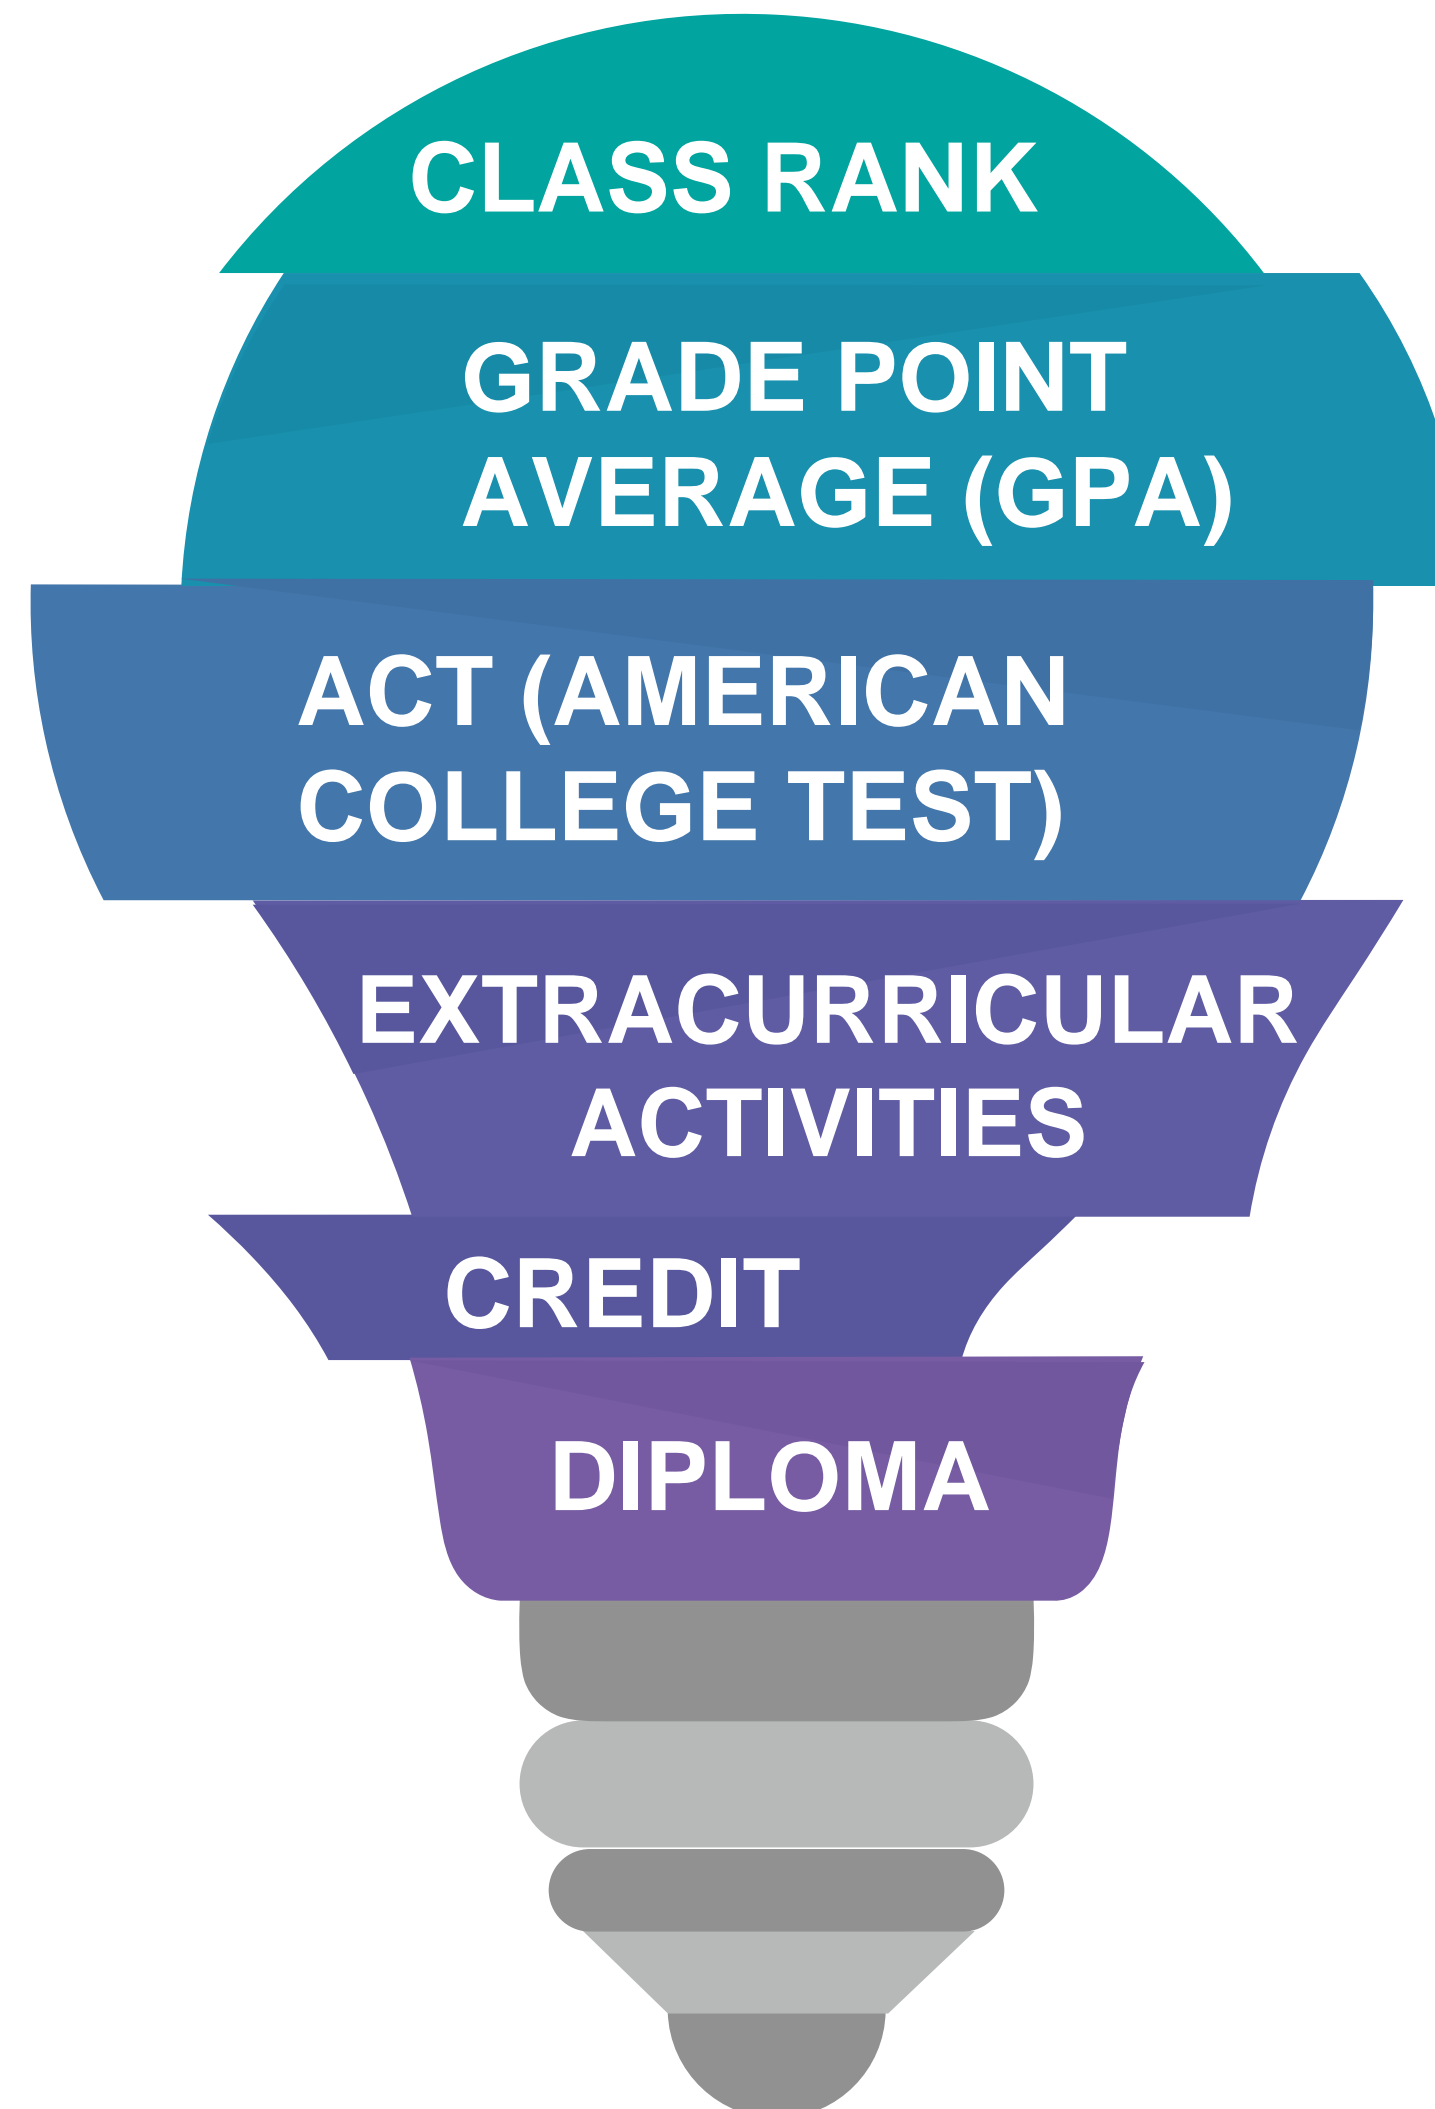 CLASS RANK
GRADE POINT
AVERAGE (GPA)
ACT (AMERICAN
COLLEGE TEST)
EXTRACURRICULAR
ACTIVITIES
CREDIT
DIPLOMA